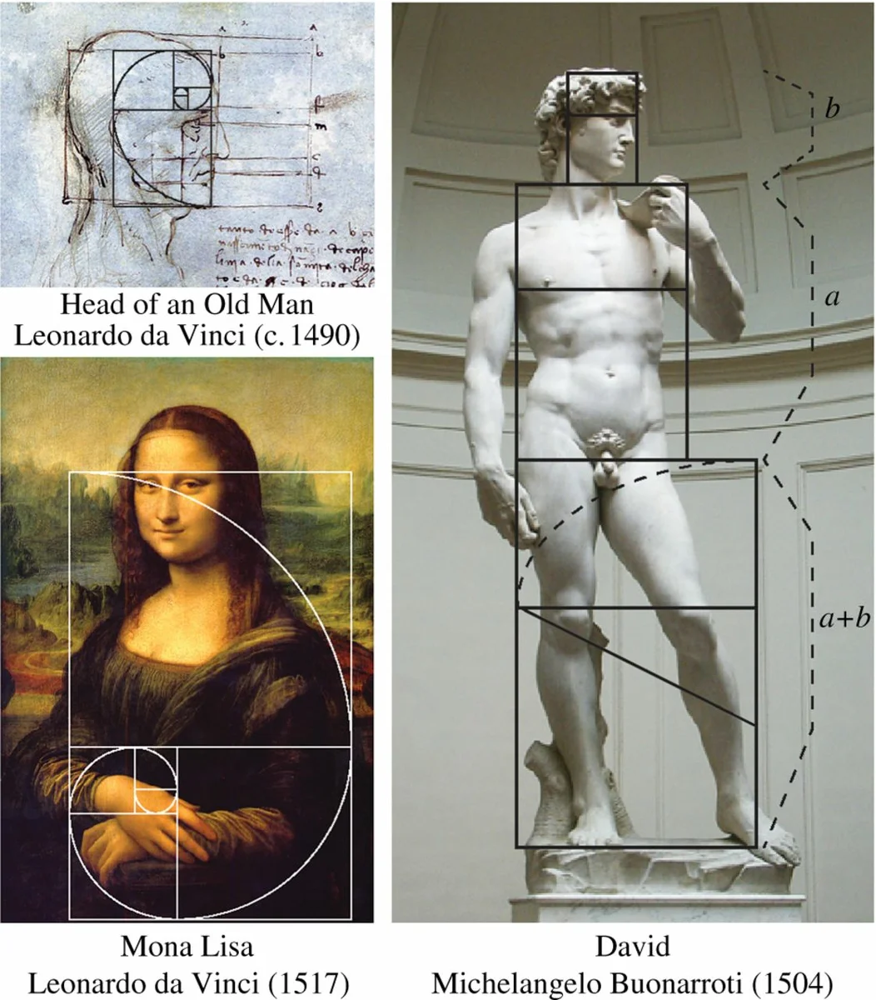 a
a
b
b
f
m
c
Head of an Old Man
Leonardo da Vinci (c. 1490)
Mona Lisa
Leonardo da Vinci (1517)
b
a
a+b
David
Michelangelo Buonarroti (1504)